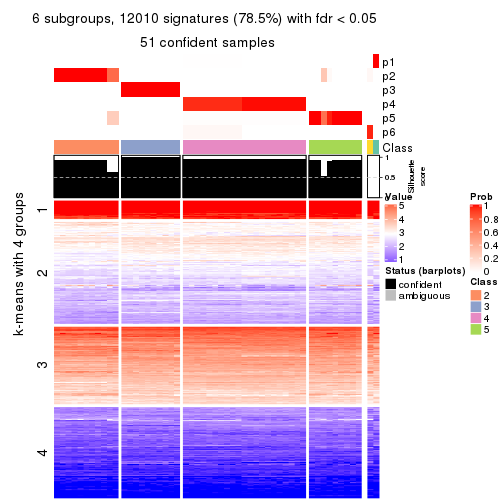 6 subgroups, 12010 signatures (78.5%) with fdr < 0.05
51 confident samples
p1
p2
p3
p4
p5
p6
Class
1
0.5
0
Silhouette
score
k-means with 4 groups
1
2
3
4
Value
5
4
3
2
1
Status (barplots)
confident
ambiguous
Prob
1
0.8
0.6
0.4
0.2
0
Class
2
3
4
5